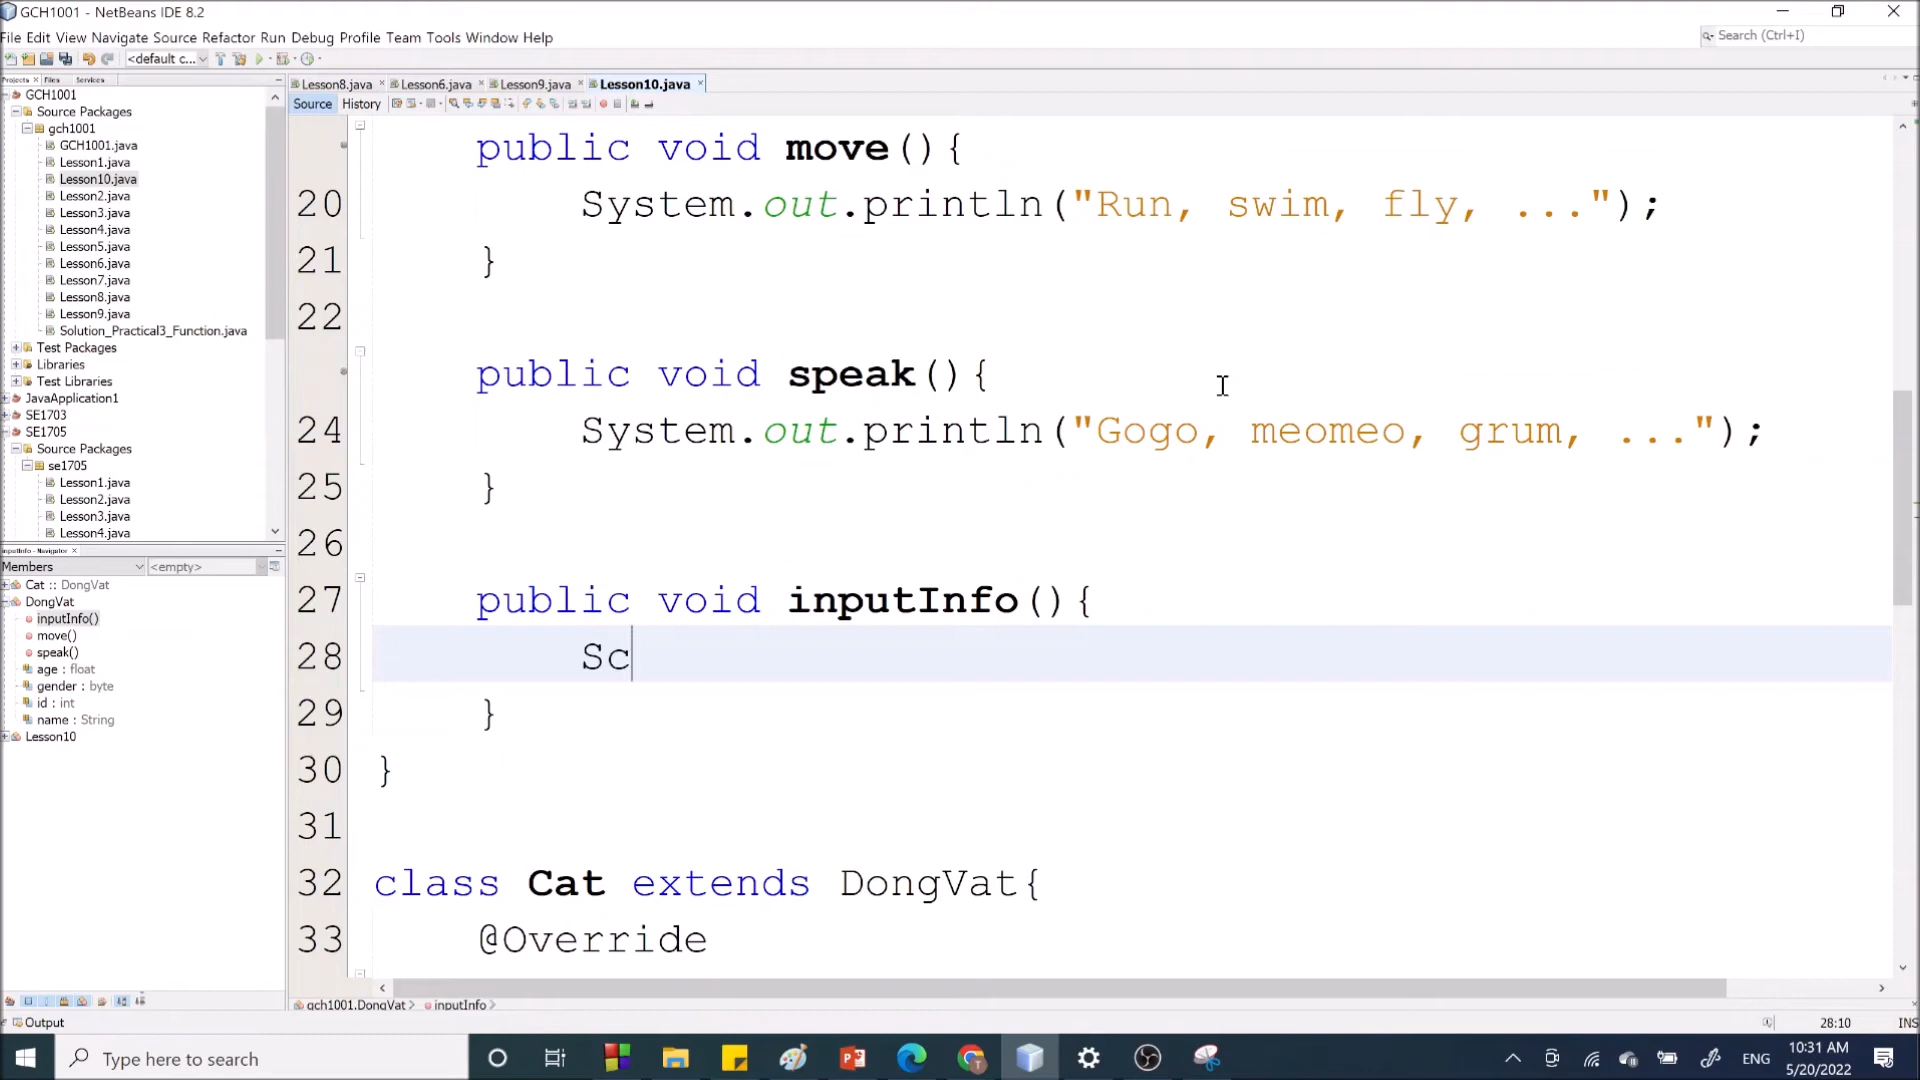 GCH1001 - NetBeans IDE 8.2
File Edit View Navigate Source Refactor Run Debug Profile Team Tools Window Help
Search (Ctrl+I)
<default c...
Projects Files Services
Lesson8.java Lesson6.java Lesson9.java Lesson10.java
Source History
GCH1001
Source Packages
gch1001
GCH1001.java
Lesson1.java
Lesson10.java
Lesson2.java
Lesson3.java
Lesson4.java
Lesson5.java
Lesson6.java
Lesson7.java
Lesson8.java
Lesson9.java
Solution_Practical3_Function.java
Test Packages
Libraries
Test Libraries
JavaApplication1
SE1703
SE1705
Source Packages
se1705
Lesson1.java
Lesson2.java
Lesson3.java
Lesson4.java
inputInfo - Navigator
Members <empty>
Cat :: DongVat
DongVat
inputInfo()
move()
speak()
age : float
gender : byte
id : int
name : String
Lesson10
public void move(){
20 System.out.println("Run, swim, fly, ...");
21 }
22
public void speak(){
24 System.out.println("Gogo, meomeo, grum, ...");
25 }
26
27 public void inputInfo(){
28 Sc
29 }
30 }
31
32 class Cat extends DongVat{
33 @Override
gch1001.DongVat > inputInfo >
Output
28:10 INS
Type here to search
ENG
10:31 AM
5/20/2022